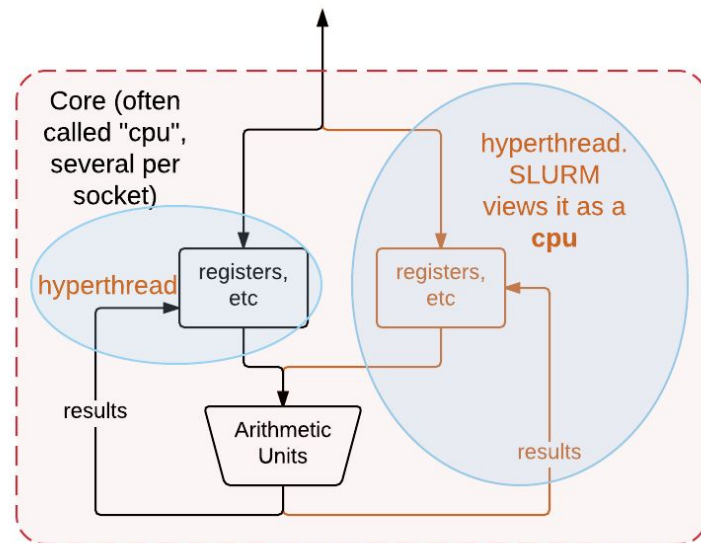 Core (often
called "cpu",
several per
socket)
hyperthread.
SLURM
views it as a
cpu
hyperthread
registers,
etc
registers,
etc
results
Arithmetic
Units
results